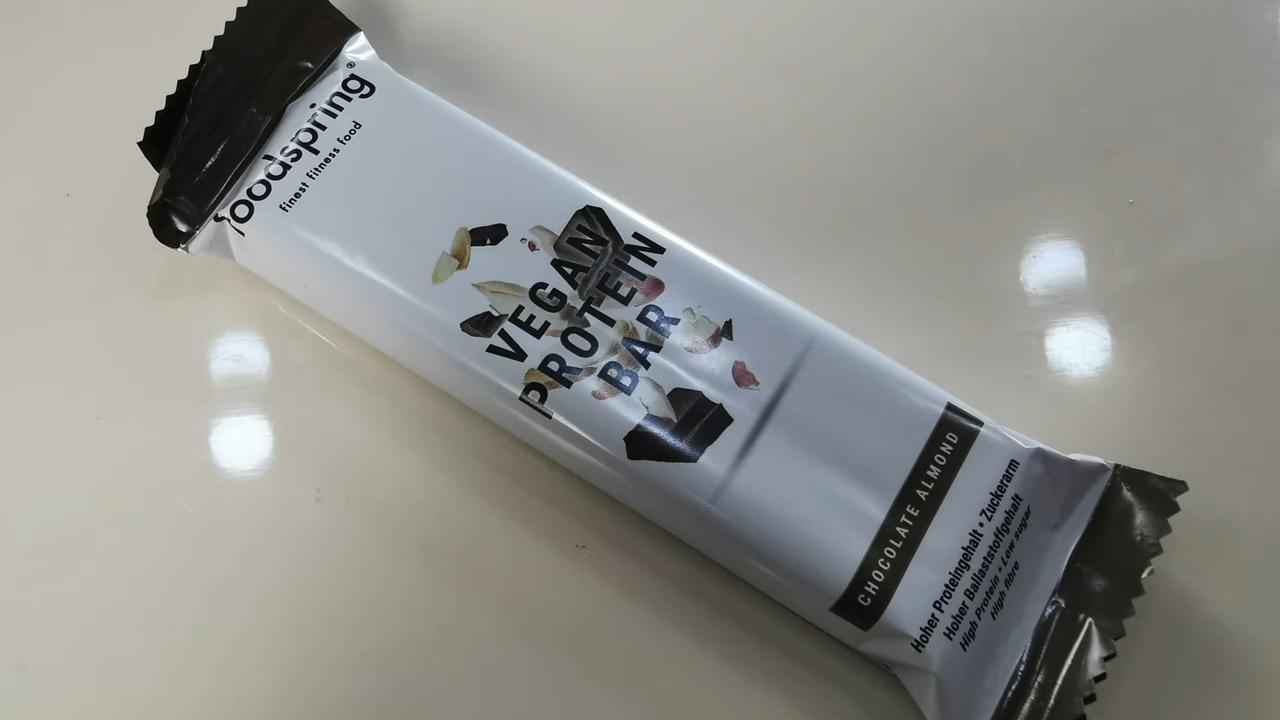 foodspring®
finest fitness food
VEGAN
PROTEIN
BAR
CHOCOLATE ALMOND
Hoher Proteingehalt • Zuckerarm
Hoher Ballaststoffgehalt
High Protein • Low sugar
High fibre